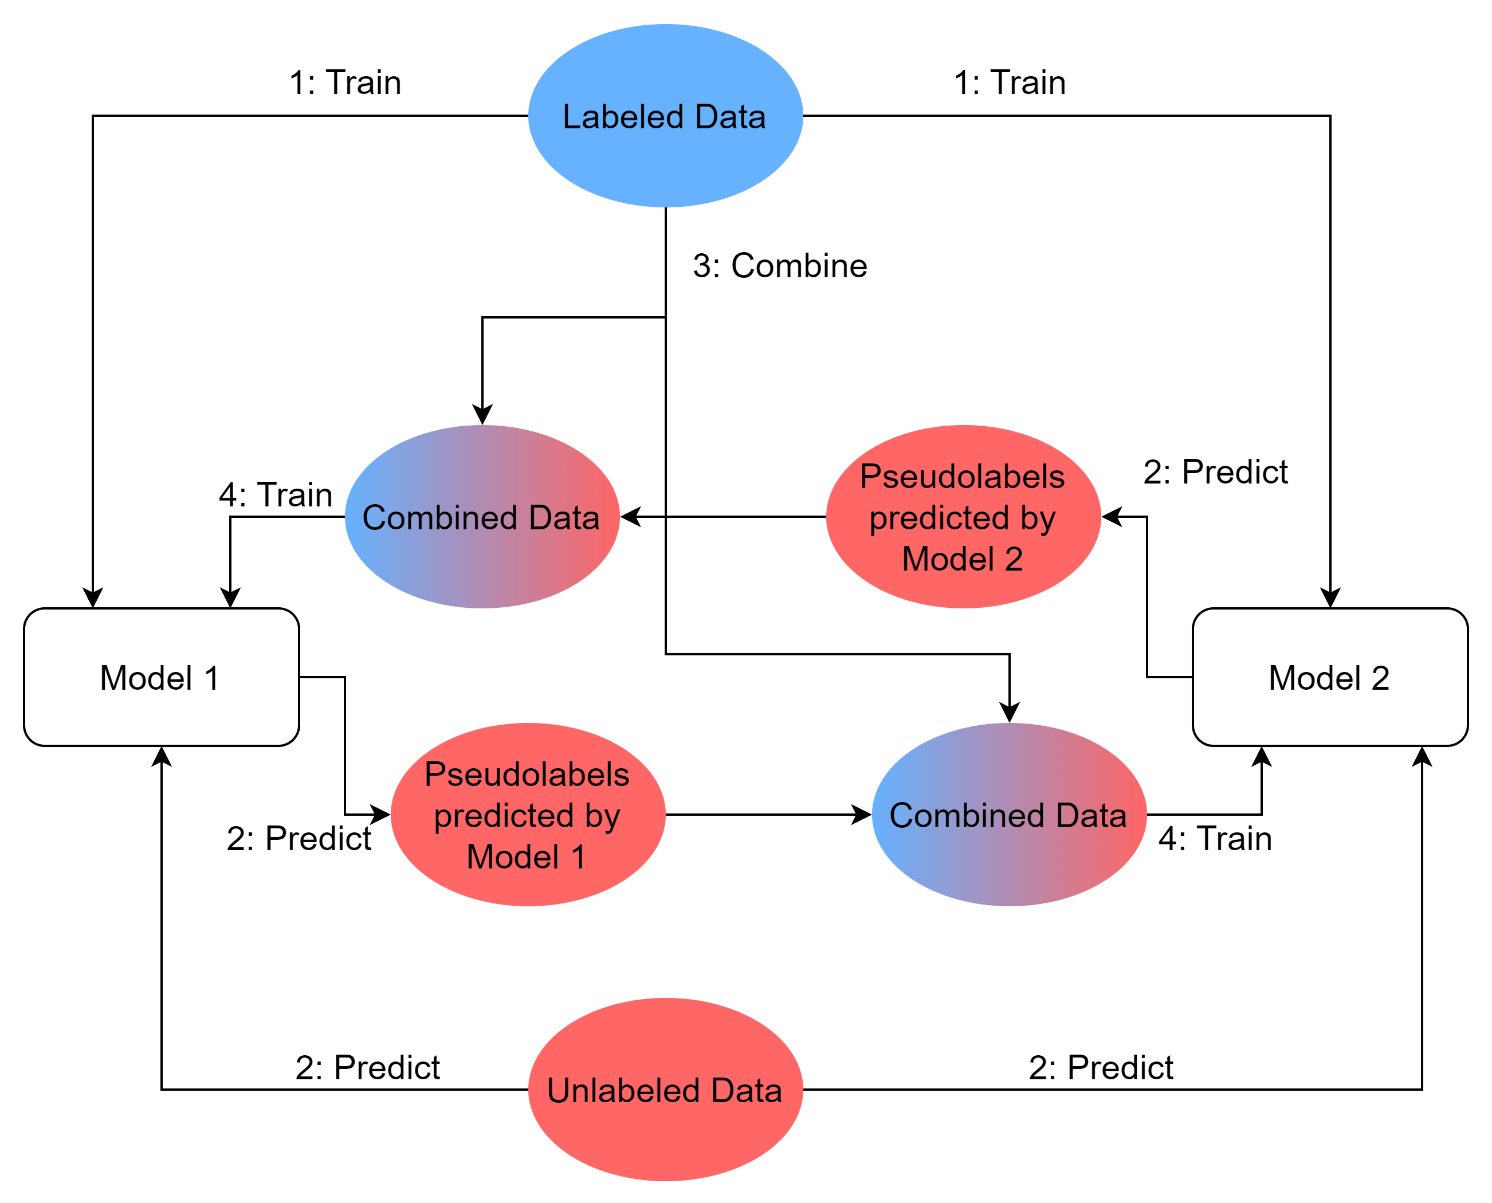 1: Train
1: Train
Labeled Data
3: Combine
4: Train
Combined Data
Pseudolabels
predicted by
Model 2
2: Predict
Model 1
Model 2
2: Predict
Pseudolabels
predicted by
Model 1
Combined Data
4: Train
2: Predict
Unlabeled Data
2: Predict